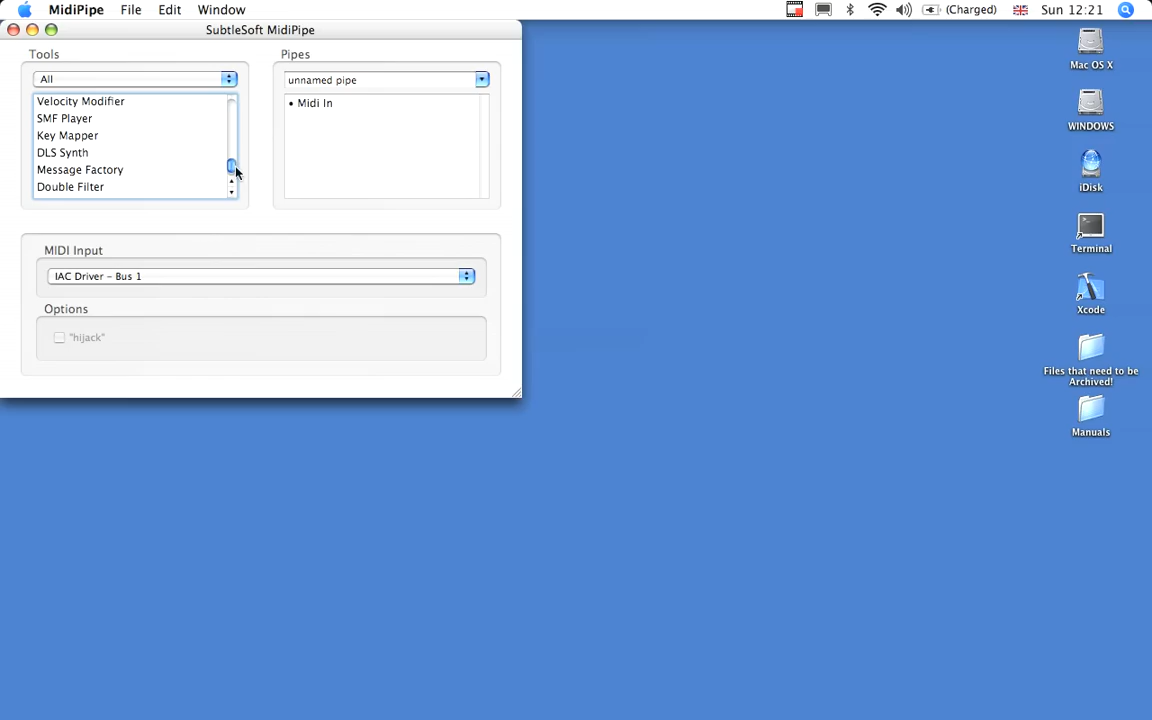 MidiPipe File Edit Window (Charged) Sun 12:21
SubtleSoft MidiPipe
Tools
All
Velocity Modifier
SMF Player
Key Mapper
DLS Synth
Message Factory
Double Filter
Pipes
unnamed pipe
• Midi In
MIDI Input
IAC Driver - Bus 1
Options
"hijack"
Mac OS X
WINDOWS
iDisk
Terminal
Xcode
Files that need to be
Archived!
Manuals